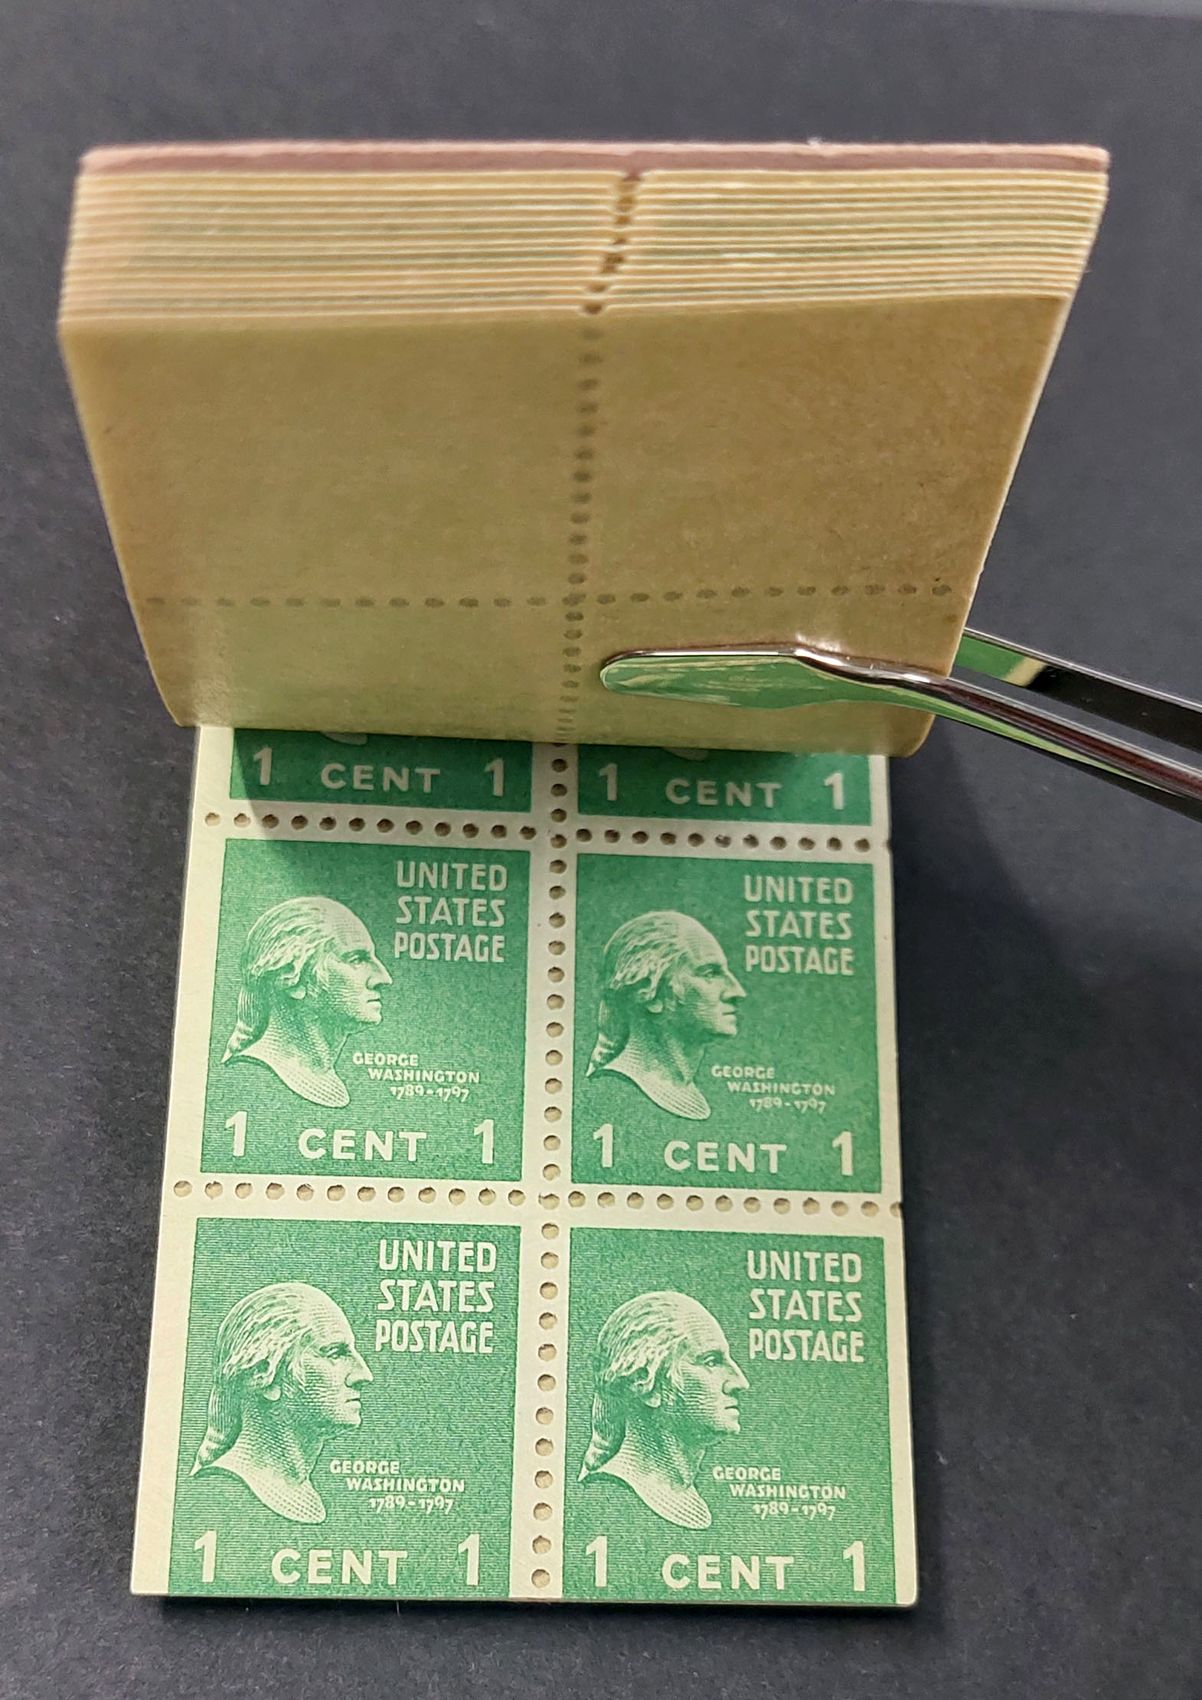 1 CENT 1
1 CENT 1
UNITED
STATES
POSTAGE
GEORGE
WASHINGTON
1789-1797
1 CENT 1
UNITED
STATES
POSTAGE
GEORGE
WASHINGTON
1789-1797
1 CENT 1
UNITED
STATES
POSTAGE
GEORGE
WASHINGTON
1789-1797
1 CENT 1
UNITED
STATES
POSTAGE
GEORGE
WASHINGTON
1789-1797
1 CENT 1